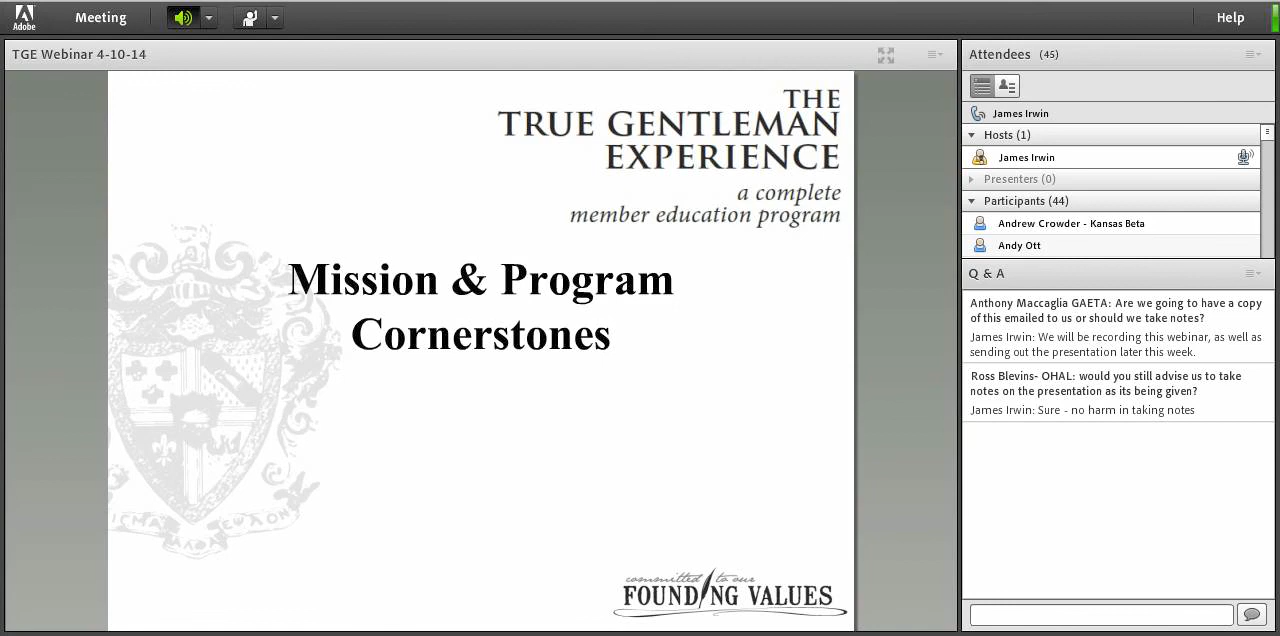 Adobe
Meeting
Help
TGE Webinar 4-10-14
THE
TRUE GENTLEMAN
EXPERIENCE
a complete
member education program
Mission & Program
Cornerstones
committed to our
FOUNDING VALUES
Attendees (45)
James Irwin
Hosts (1)
James Irwin
Presenters (0)
Participants (44)
Andrew Crowder - Kansas Beta
Andy Ott
Q & A
Anthony Maccaglia GAETA: Are we going to have a copy
of this emailed to us or should we take notes?
James Irwin: We will be recording this webinar, as well as
sending out the presentation later this week.
Ross Blevins- OHAL: would you still advise us to take
notes on the presentation as its being given?
James Irwin: Sure - no harm in taking notes